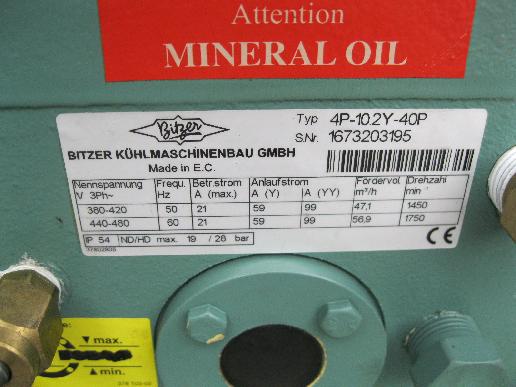 Attention
MINERAL OIL
Bitzer
Typ 4P-10.2Y-40P
S.Nr. 1673203195
BITZER KÜHLMASCHINENBAU GMBH
Made in E.C.
Nennspannung Frequ. Betr.strom Anlaufstrom Fördervol. Drehzahl
V 3Ph~ Hz A (max.) A (Y) A (YY) m³/h min
380-420 50 21 59 99 47,1 1450
440-480 60 21 59 99 56,9 1750
IP 54 ND/HD max. 19 / 28 bar
CE
max.
min.